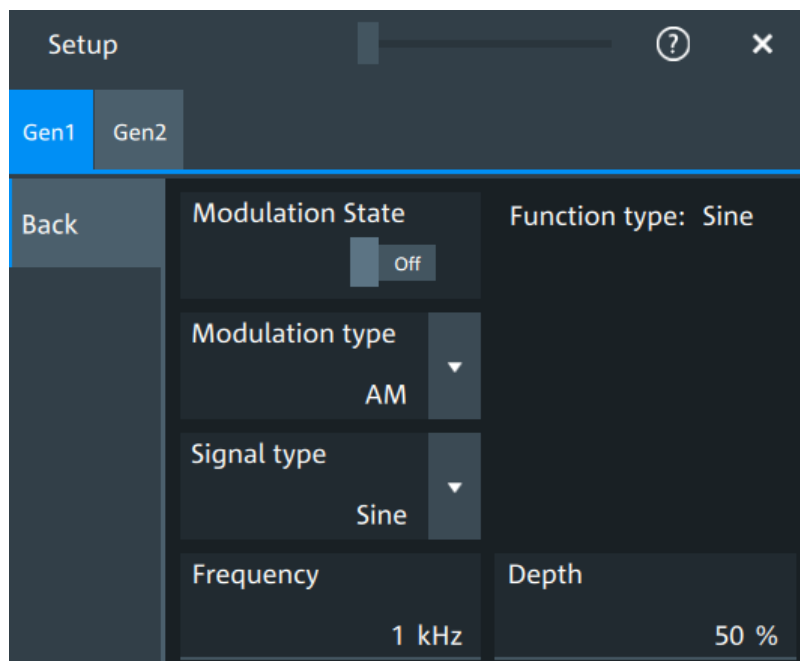 Setup
?
Gen1 Gen2
Back
Modulation State
Off
Function type: Sine
Modulation type
AM
Signal type
Sine
Frequency
1 kHz
Depth
50 %